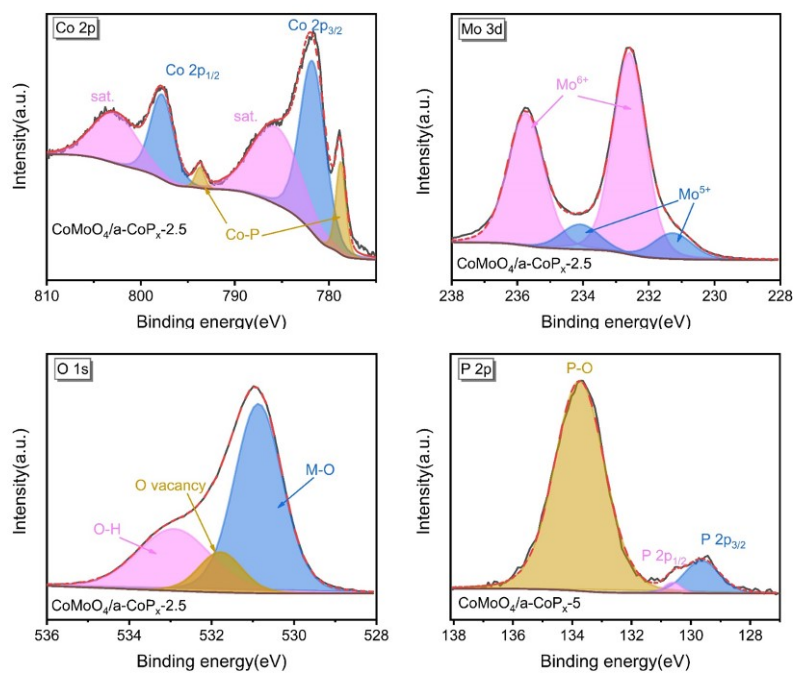 Co 2p
Co 2p3/2
Co 2p1/2
sat.
sat.
Co-P
CoMoO4/a-CoPx-2.5
Intensity(a.u.)
810 800 790 780
Binding energy(eV)
Mo 3d
Mo6+
Mo5+
CoMoO4/a-CoPx-2.5
Intensity(a.u.)
238 236 234 232 230 228
Binding energy(eV)
O 1s
M-O
O vacancy
O-H
CoMoO4/a-CoPx-2.5
Intensity(a.u.)
536 534 532 530 528
Binding energy(eV)
P 2p
P-O
P 2p1/2
P 2p3/2
CoMoO4/a-CoPx-5
Intensity(a.u.)
138 136 134 132 130 128
Binding energy(eV)